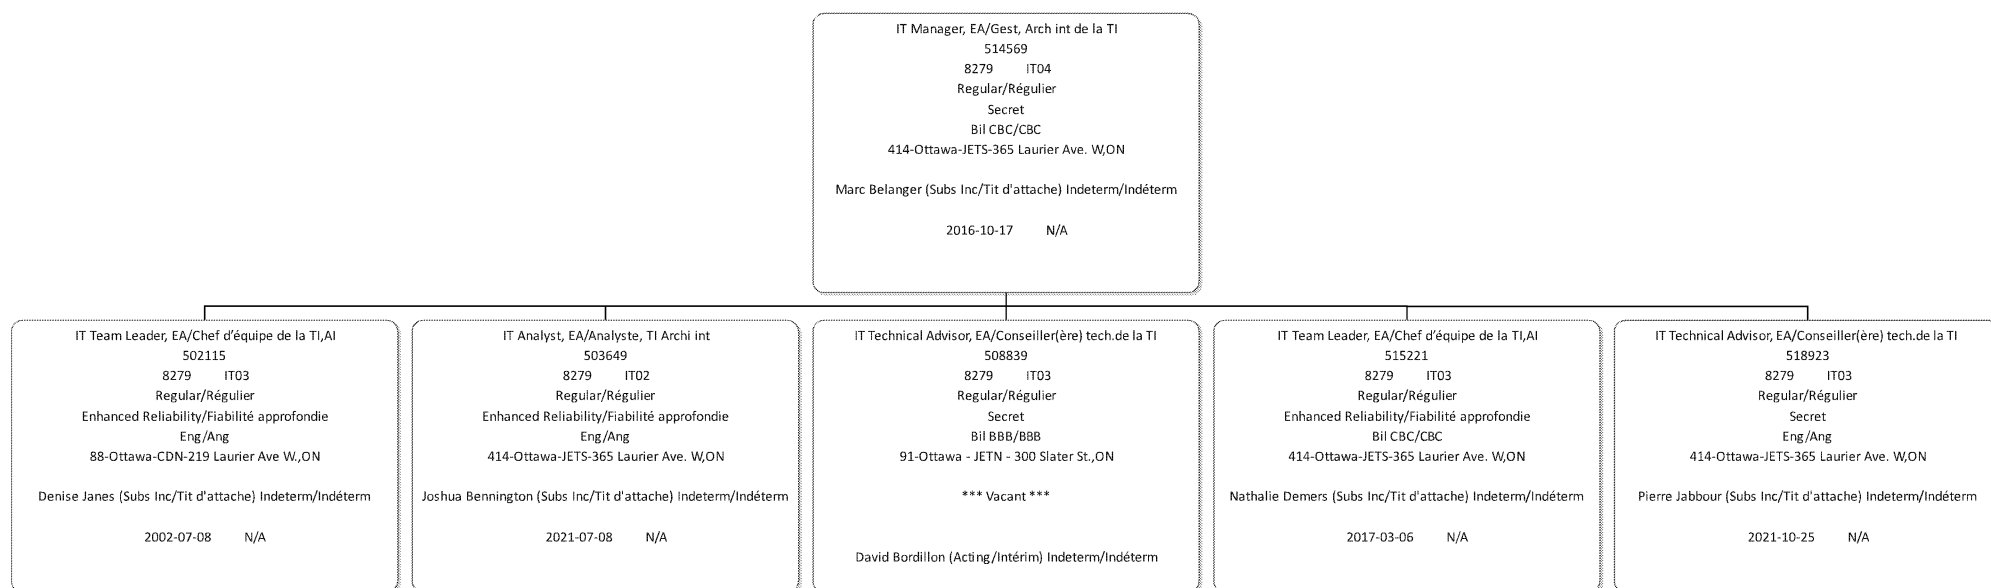 IT Manager, EA/Gest, Arch int de la TI
514569
8279 IT04
Regular/Régulier
Secret
Bil CBC/CBC
414-Ottawa-JETS-365 Laurier Ave. W,ON
Marc Belanger (Subs Inc/Tit d'attache) Indeterm/Indéterm
2016-10-17 N/A
IT Team Leader, EA/Chef d’équipe de la TI,AI
502115
8279 IT03
Regular/Régulier
Enhanced Reliability/Fiabilité approfondie
Eng/Ang
88-Ottawa-CDN-219 Laurier Ave W.,ON
Denise Janes (Subs Inc/Tit d'attache) Indeterm/Indéterm
2002-07-08 N/A
IT Analyst, EA/Analyste, TI Archi int
503649
8279 IT02
Regular/Régulier
Enhanced Reliability/Fiabilité approfondie
Eng/Ang
414-Ottawa-JETS-365 Laurier Ave. W,ON
Joshua Bennington (Subs Inc/Tit d'attache) Indeterm/Indéterm
2021-07-08 N/A
IT Technical Advisor, EA/Conseiller(ère) tech.de la TI
508839
8279 IT03
Regular/Régulier
Secret
Bil BBB/BBB
91-Ottawa - JETN - 300 Slater St.,ON
*** Vacant ***
David Bordillon (Acting/Intérim) Indeterm/Indéterm
IT Team Leader, EA/Chef d’équipe de la TI,AI
515221
8279 IT03
Regular/Régulier
Enhanced Reliability/Fiabilité approfondie
Bil CBC/CBC
414-Ottawa-JETS-365 Laurier Ave. W,ON
Nathalie Demers (Subs Inc/Tit d'attache) Indeterm/Indéterm
2017-03-06 N/A
IT Technical Advisor, EA/Conseiller(ère) tech.de la TI
518923
8279 IT03
Regular/Régulier
Secret
Eng/Ang
414-Ottawa-JETS-365 Laurier Ave. W,ON
Pierre Jabbour (Subs Inc/Tit d'attache) Indeterm/Indéterm
2021-10-25 N/A